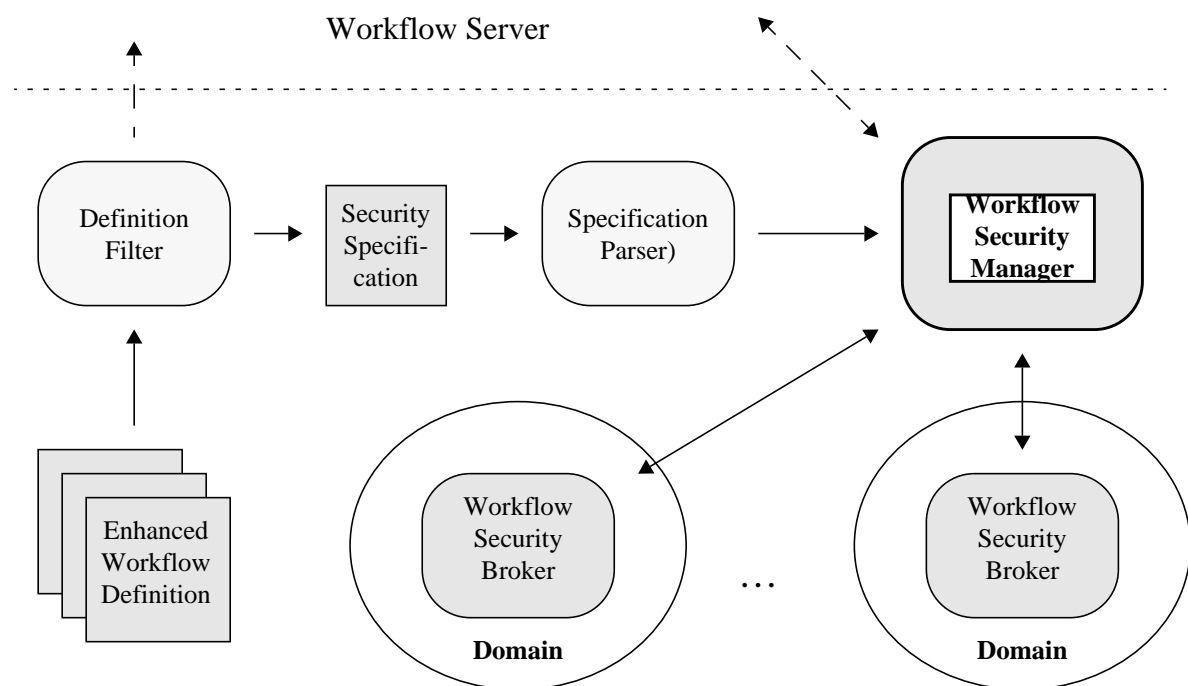 Workflow Server
Definition
Filter
Security
Specifi-
cation
Specification
Parser)
Workflow
Security
Manager
Enhanced
Workflow
Definition
Workflow
Security
Broker
Domain
...
Workflow
Security
Broker
Domain